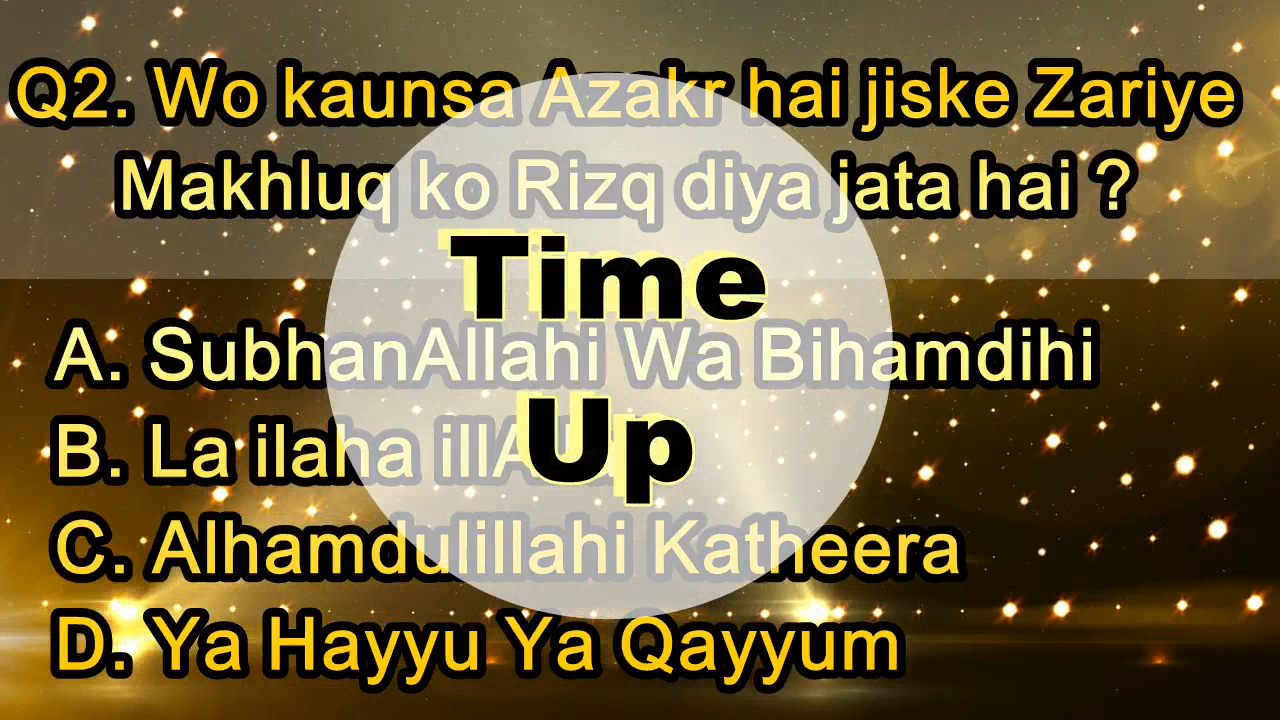 Q2. Wo kaunsa Azakr hai jiske Zariye
Makhluq ko Rizq diya jata hai ?
Time
A. SubhanAllahi Wa Bihamdihi
Up
B. La ilaha
C. Alhamdulillahi Katheera
D. Ya Hayyu Ya Qayyum